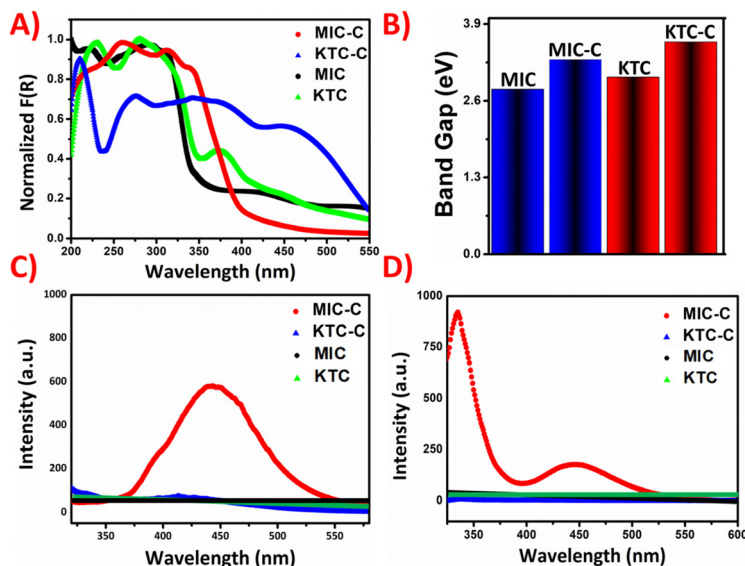 A)
Normalized F(R)
1.0
0.8
0.6
0.4
0.2
0.0
200 250 300 350 400 450 500 550
Wavelength (nm)
MIC-C
KTC-C
MIC
KTC
B)
Band Gap (eV)
3.9
2.6
1.3
0.0
MIC
MIC-C
KTC
KTC-C
C)
Intensity (a.u.)
1000
800
600
400
200
0
350 400 450 500 550
Wavelength (nm)
MIC-C
KTC-C
MIC
KTC
D)
Intensity (a.u.)
1000
750
500
250
0
350 400 450 500 550 600
Wavelength (nm)
MIC-C
KTC-C
MIC
KTC